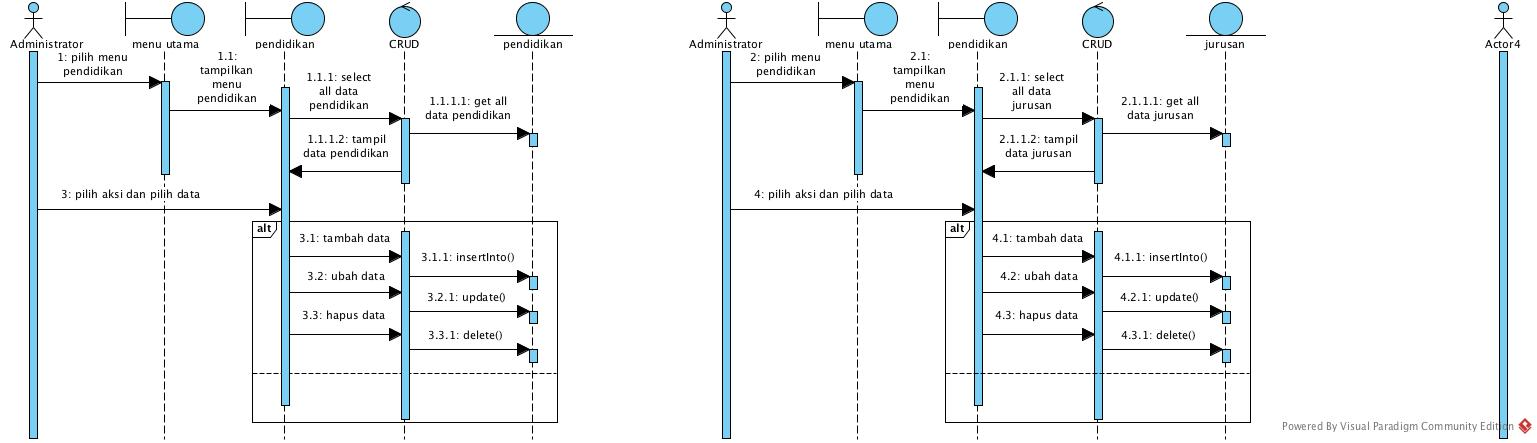 Administrator
menu utama
pendidikan
CRUD
pendidikan
1: pilih menu
pendidikan
1.1:
tampilkan
menu
pendidikan
1.1.1: select
all data
pendidikan
1.1.1.1: get all
data pendidikan
1.1.1.2: tampil
data pendidikan
3: pilih aksi dan pilih data
alt
3.1: tambah data
3.1.1: insertInto()
3.2: ubah data
3.2.1: update()
3.3: hapus data
3.3.1: delete()
Administrator
menu utama
pendidikan
CRUD
jurusan
Actor4
2: pilih menu
pendidikan
2.1:
tampilkan
menu
pendidikan
2.1.1: select
all data
jurusan
2.1.1.1: get all
data jurusan
2.1.1.2: tampil
data jurusan
4: pilih aksi dan pilih data
alt
4.1: tambah data
4.1.1: insertInto()
4.2: ubah data
4.2.1: update()
4.3: hapus data
4.3.1: delete()
Powered By Visual Paradigm Community Edition